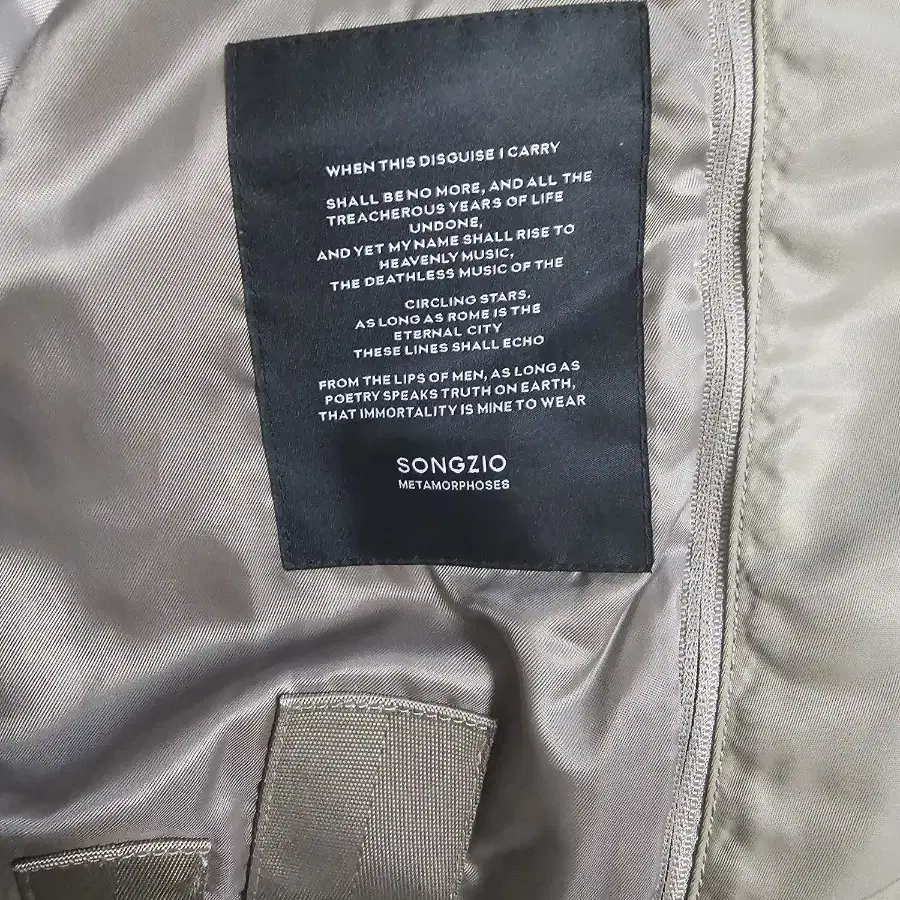 WHEN THIS DISGUISE I CARRY
SHALL BE NO MORE, AND ALL THE
TREACHEROUS YEARS OF LIFE
UNDONE,
AND YET MY NAME SHALL RISE TO
HEAVENLY MUSIC,
THE DEATHLESS MUSIC OF THE
CIRCLING STARS.
AS LONG AS ROME IS THE
ETERNAL CITY
THESE LINES SHALL ECHO
FROM THE LIPS OF MEN, AS LONG AS
POETRY SPEAKS TRUTH ON EARTH,
THAT IMMORTALITY IS MINE TO WEAR
SONGZIO
METAMORPHOSES